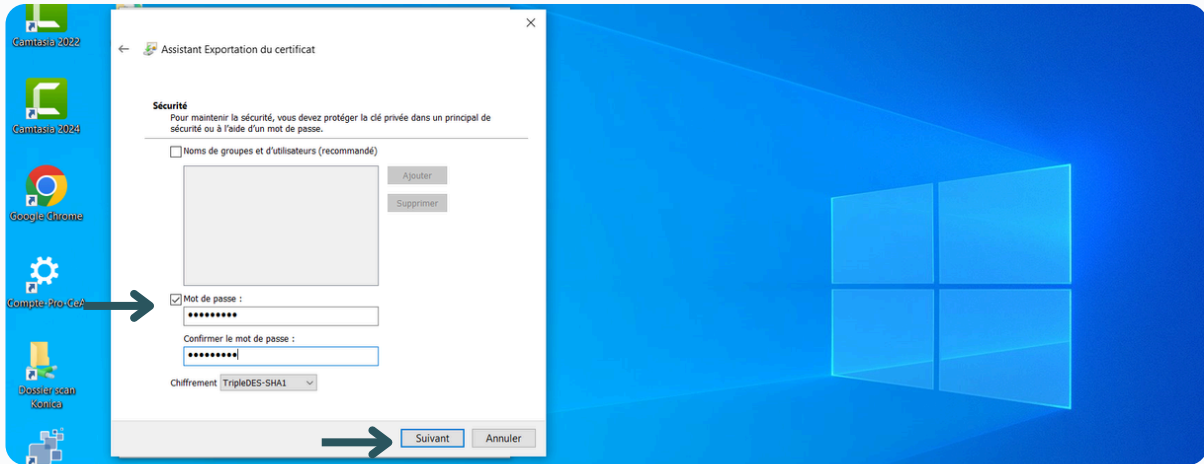 Camtasia 2022
Camtasia 2024
Google Chrome
Compte-Pro-CeA
Dossier scan
Konica
Assistant Exportation du certificat
Sécurité
Pour maintenir la sécurité, vous devez protéger la clé privée dans un principal de
sécurité ou à l'aide d'un mot de passe.
Noms de groupes et d'utilisateurs (recommandé)
Ajouter
Supprimer
Mot de passe :
•••••••••
Confirmer le mot de passe :
•••••••••
Chiffrement TripleDES-SHA1
Suivant Annuler